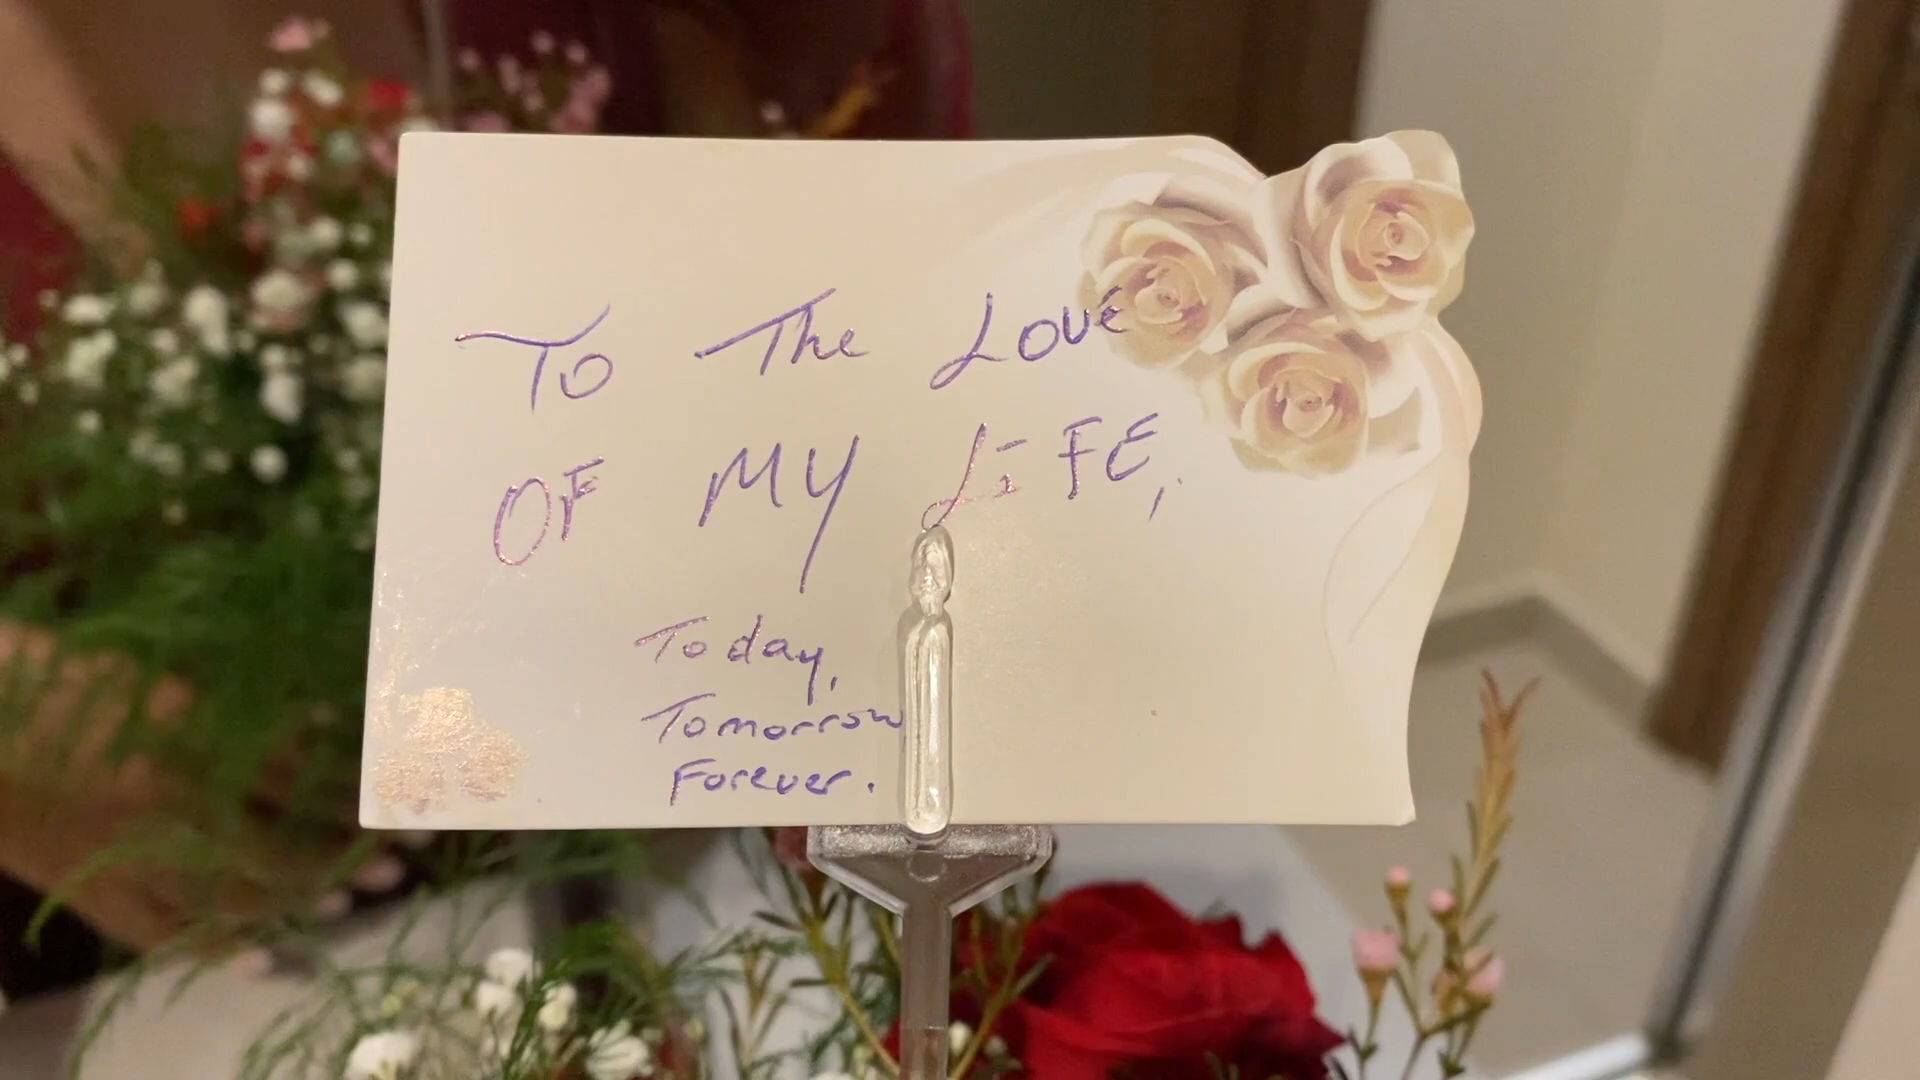 To The Love
OF MY LIFE,
Today,
Tomorrow
Forever.